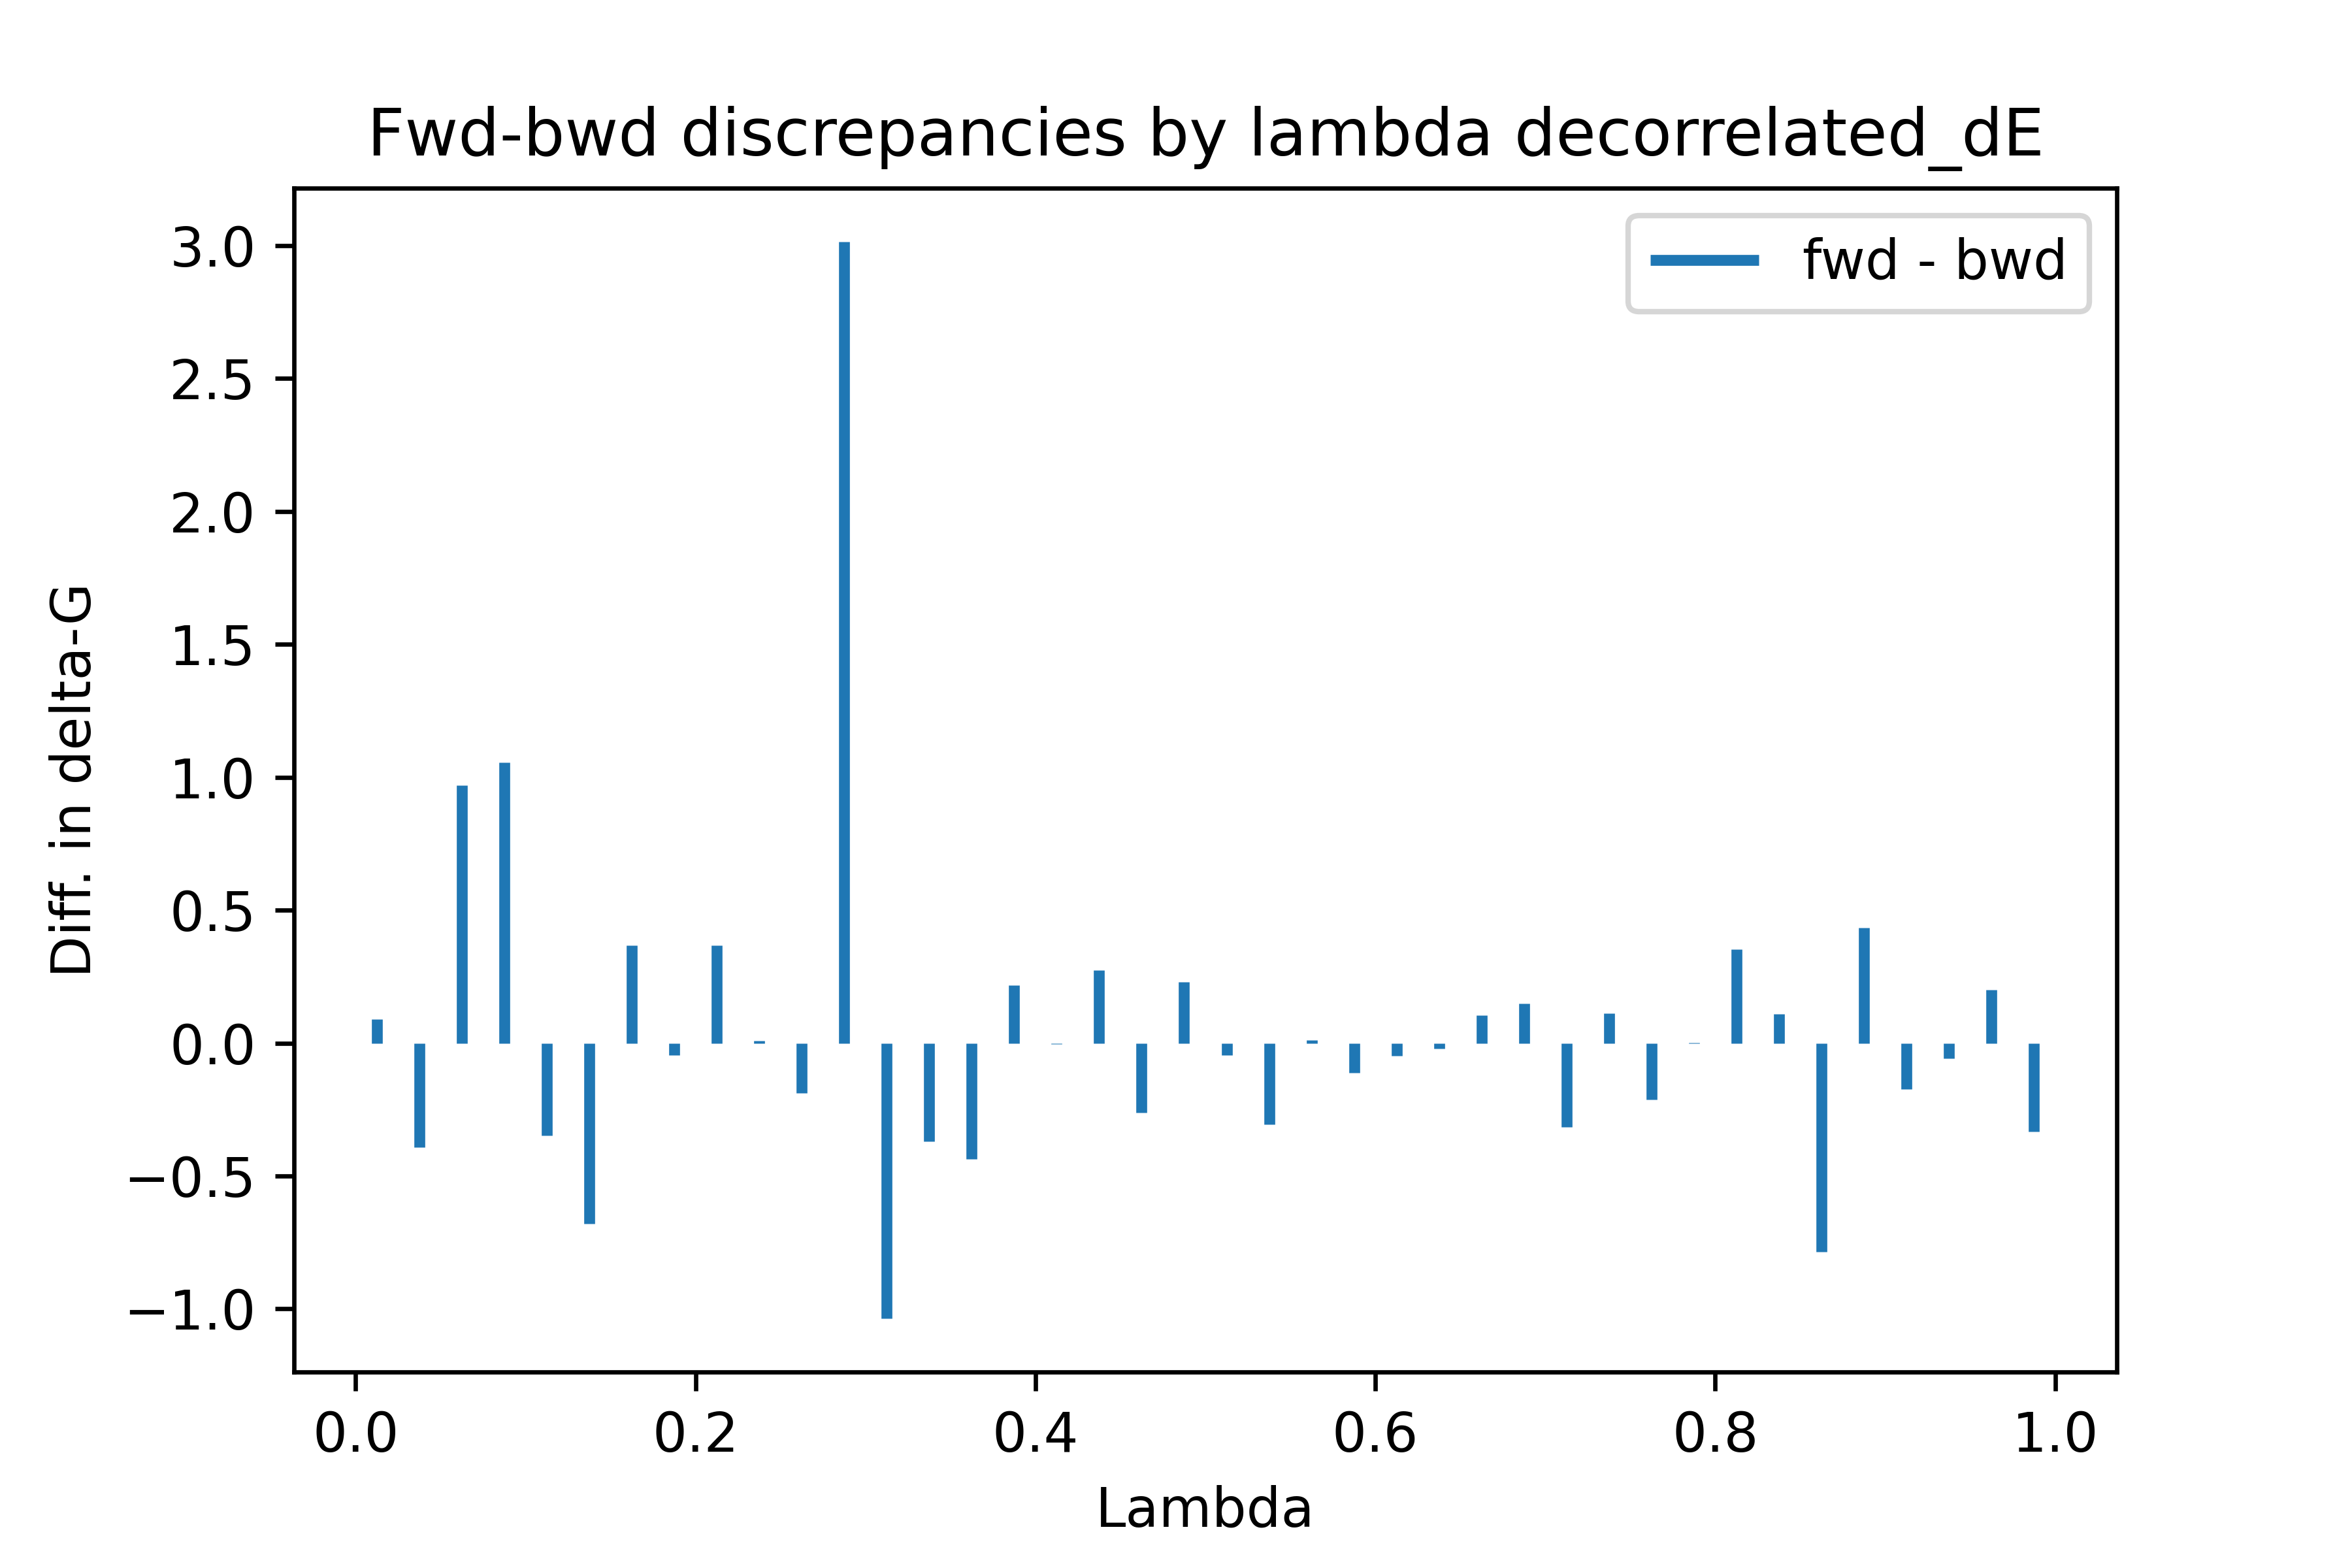 Fwd-bwd discrepancies by lambda decorrelated_dE
fwd - bwd
3.0
2.5
2.0
1.5
1.0
0.5
0.0
−0.5
−1.0
Diff. in delta-G
0.0 0.2 0.4 0.6 0.8 1.0
Lambda